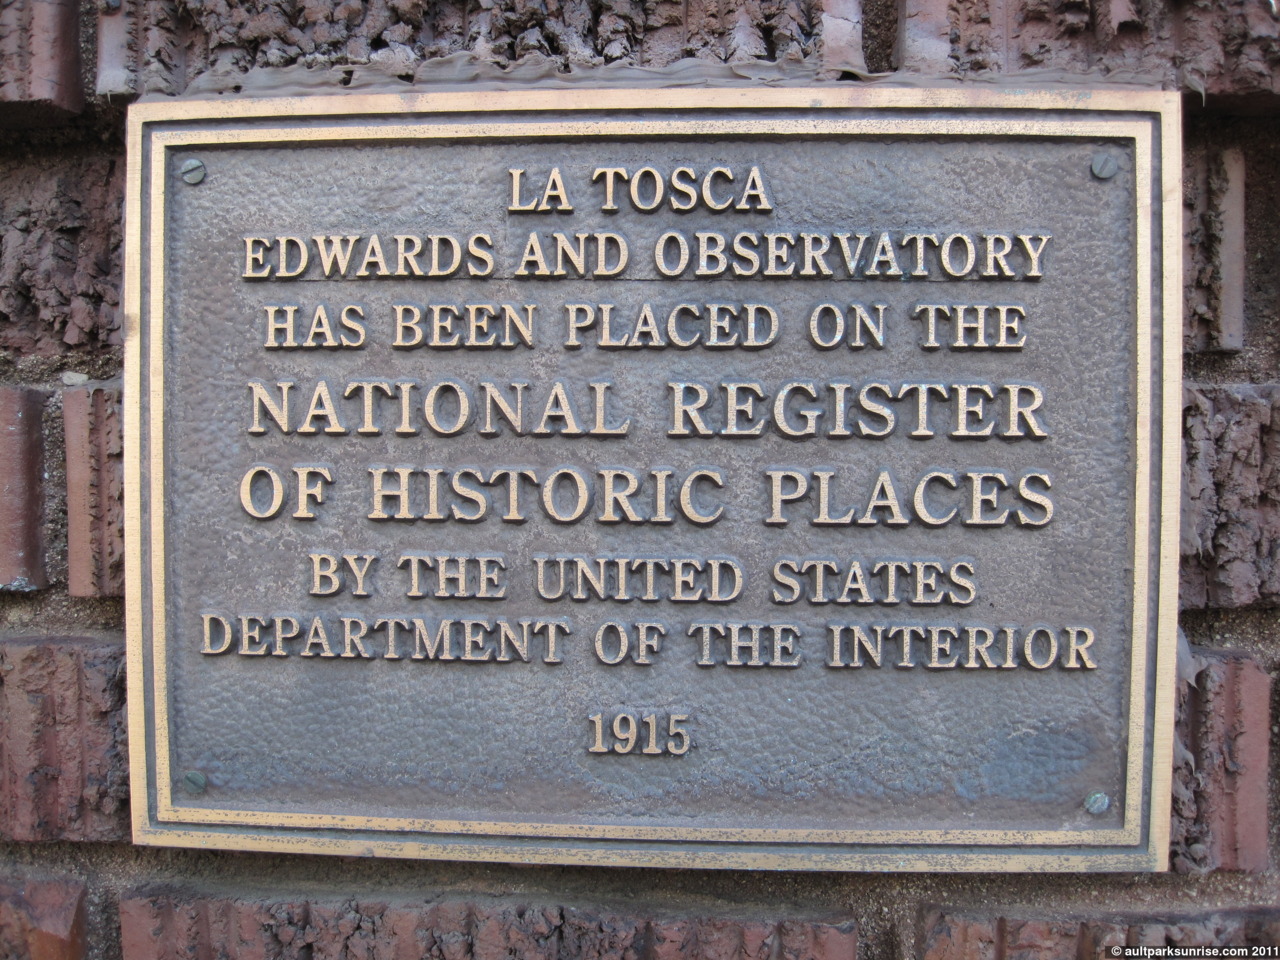 LA TOSCA
EDWARDS AND OBSERVATORY
HAS BEEN PLACED ON THE
NATIONAL REGISTER
OF HISTORIC PLACES
BY THE UNITED STATES
DEPARTMENT OF THE INTERIOR
1915
© aultparksunrise.com 2011